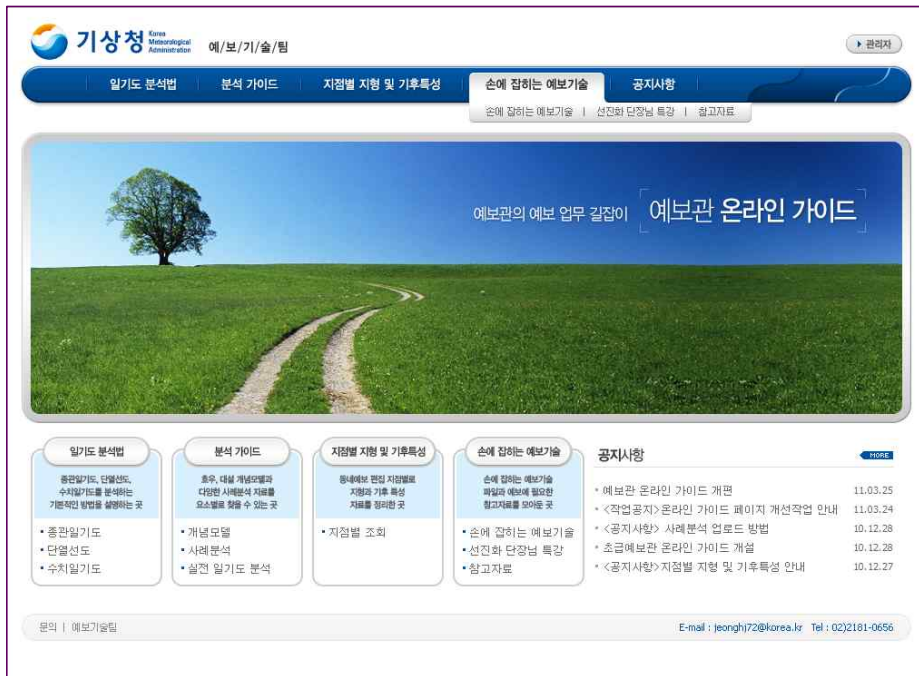 기상청 Korea Meteorological Administration 예/보/기/술/팀
관리자
일기도 분석법 분석 가이드 지점별 지형 및 기후특성 손에 잡히는 예보기술 공지사항
손에 잡히는 예보기술 | 선진화 단장님 특강 | 참고자료
예보관의 예보 업무 길잡이 예보관 온라인 가이드
일기도 분석법
종관일기도, 단열선도,
수치일기도를 분석하는
기본적인 방법을 설명하는 곳
• 종관일기도
• 단열선도
• 수치일기도
분석 가이드
호우, 대설 개념모델과
다양한 사례분석 자료를
요소별로 찾을 수 있는 곳
• 개념모델
• 사례분석
• 실전 일기도 분석
지점별 지형 및 기후특성
동네예보 편집 지점별로
지형과 기후 특성
자료를 정리한 곳
• 지점별 조회
손에 잡히는 예보기술
손에 잡히는 예보기술
파일과 예보에 필요한
참고자료를 모아둔 곳
• 손에 잡히는 예보기술
• 선진화 단장님 특강
• 참고자료
공지사항 MORE
• 예보관 온라인 가이드 개편 11.03.25
• <작업공지>온라인 가이드 페이지 개선작업 안내 11.03.24
• <공지사항> 사례분석 업로드 방법 10.12.28
• 초급예보관 온라인 가이드 개설 10.12.28
• <공지사항>지점별 지형 및 기후특성 안내 10.12.27
문의 | 예보기술팀 E-mail : jeonghj72@korea.kr Tel : 02)2181-0656